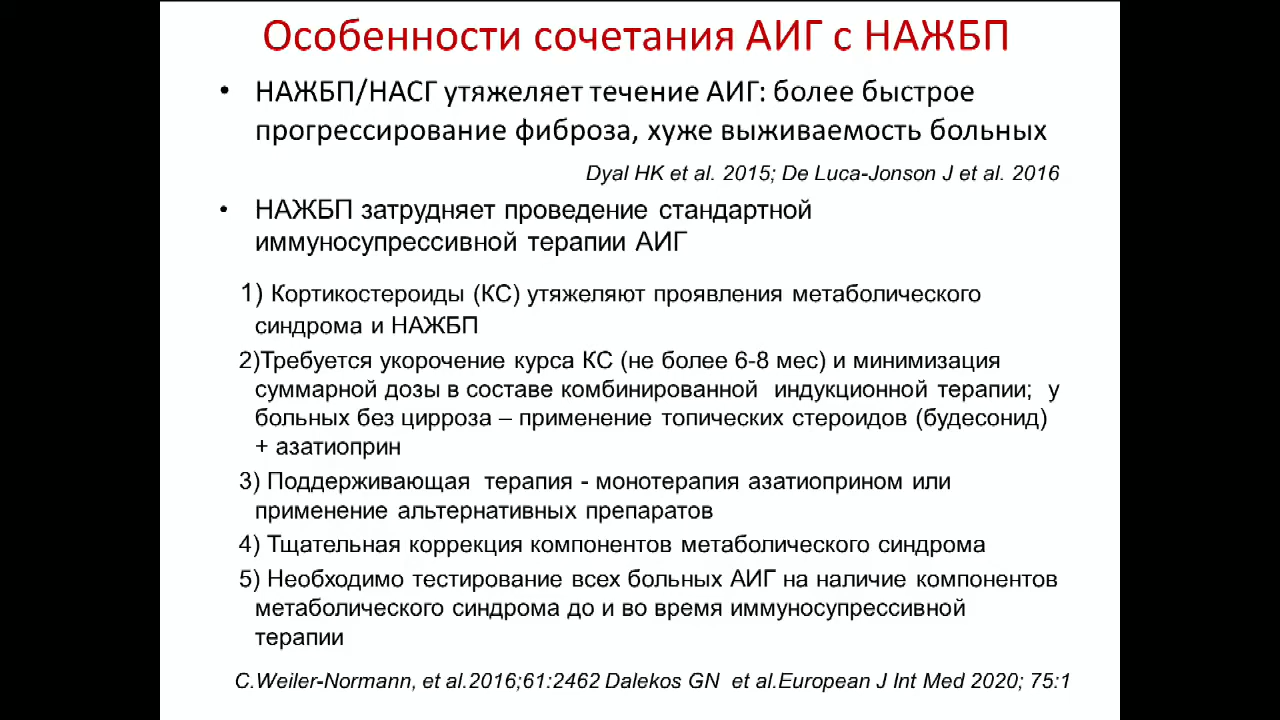 Особенности сочетания АИГ с НАЖБП
• НАЖБП/НАСГ утяжеляет течение АИГ: более быстрое
прогрессирование фиброза, хуже выживаемость больных
Dyal HK et al. 2015; De Luca-Jonson J et al. 2016
• НАЖБП затрудняет проведение стандартной
иммуносупрессивной терапии АИГ
1) Кортикостероиды (КС) утяжеляют проявления метаболического
синдрома и НАЖБП
2)Требуется укорочение курса КС (не более 6-8 мес) и минимизация
суммарной дозы в составе комбинированной индукционной терапии; у
больных без цирроза – применение топических стероидов (будесонид)
+ азатиоприн
3) Поддерживающая терапия - монотерапия азатиоприном или
применение альтернативных препаратов
4) Тщательная коррекция компонентов метаболического синдрома
5) Необходимо тестирование всех больных АИГ на наличие компонентов
метаболического синдрома до и во время иммуносупрессивной
терапии
C.Weiler-Normann, et al.2016;61:2462 Dalekos GN et al.European J Int Med 2020; 75:1